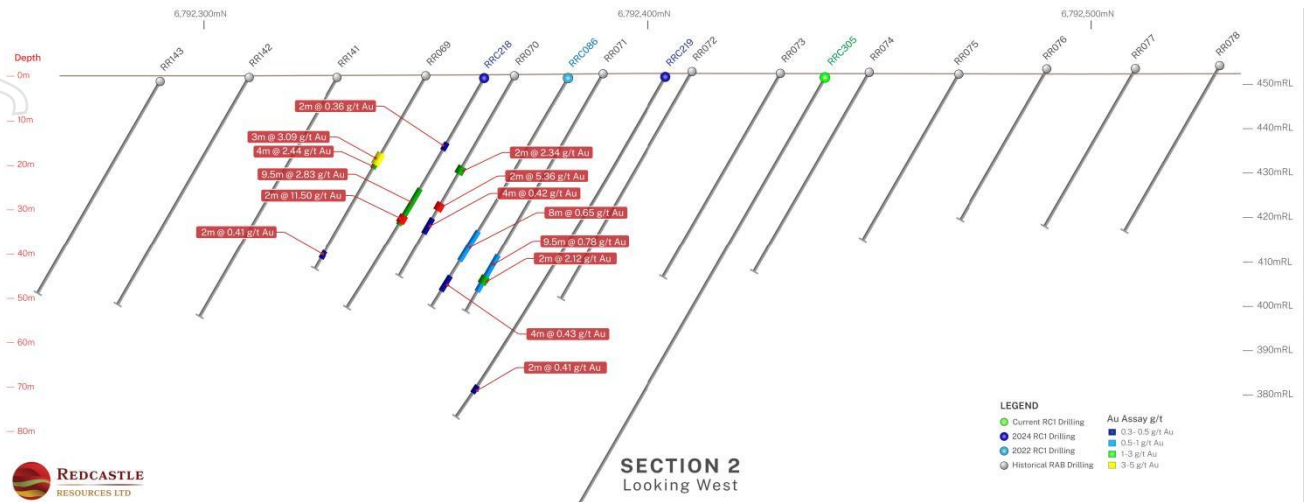 6,792,300mN
6,792,400mN
6,792,500mN
RR143
RR142
RR141
RR069
RRC218
RR070
RRC086
RR071
RRC219
RR072
RR073
RRC305
RR074
RR075
RR076
RR077
RR078
Depth
0m
10m
20m
30m
40m
50m
60m
70m
80m
450mRL
440mRL
430mRL
420mRL
410mRL
400mRL
390mRL
380mRL
2m @ 0.36 g/t Au
3m @ 3.09 g/t Au
4m @ 2.44 g/t Au
9.5m @ 2.83 g/t Au
2m @ 11.50 g/t Au
2m @ 0.41 g/t Au
2m @ 2.34 g/t Au
2m @ 5.36 g/t Au
4m @ 0.42 g/t Au
8m @ 0.65 g/t Au
9.5m @ 0.78 g/t Au
2m @ 2.12 g/t Au
4m @ 0.43 g/t Au
2m @ 0.41 g/t Au
LEGEND
Current RC1 Drilling
2024 RC1 Drilling
2022 RC1 Drilling
Historical RAB Drilling
Au Assay g/t
0.3- 0.5 g/t Au
0.5-1 g/t Au
1-3 g/t Au
3-5 g/t Au
REDCASTLE
RESOURCES LTD
SECTION 2
Looking West